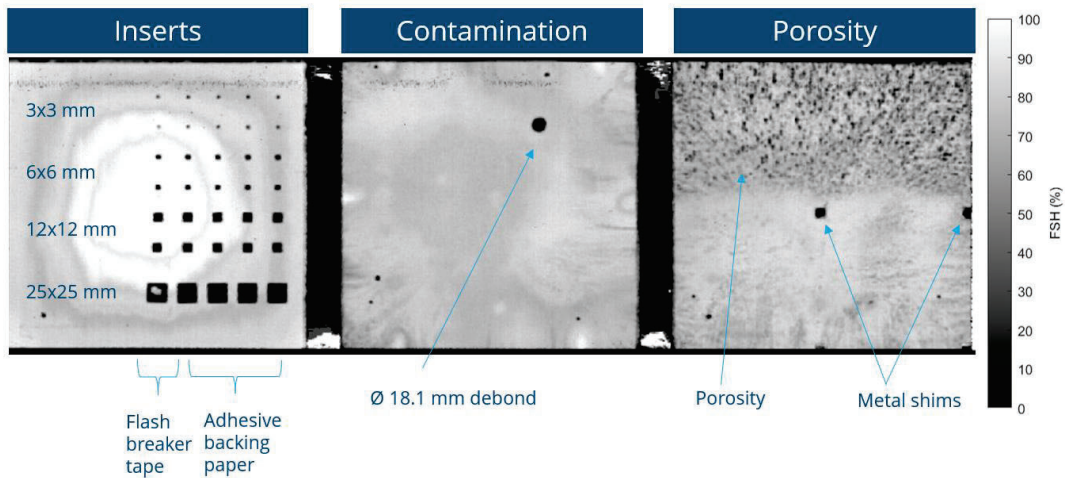 Inserts
Contamination
Porosity
3x3 mm
6x6 mm
12x12 mm
25x25 mm
Flash
breaker
tape
Adhesive
backing
paper
Ø 18.1 mm debond
Porosity
Metal shims
100
90
80
70
60
50
40
30
20
10
0
FSH (%)